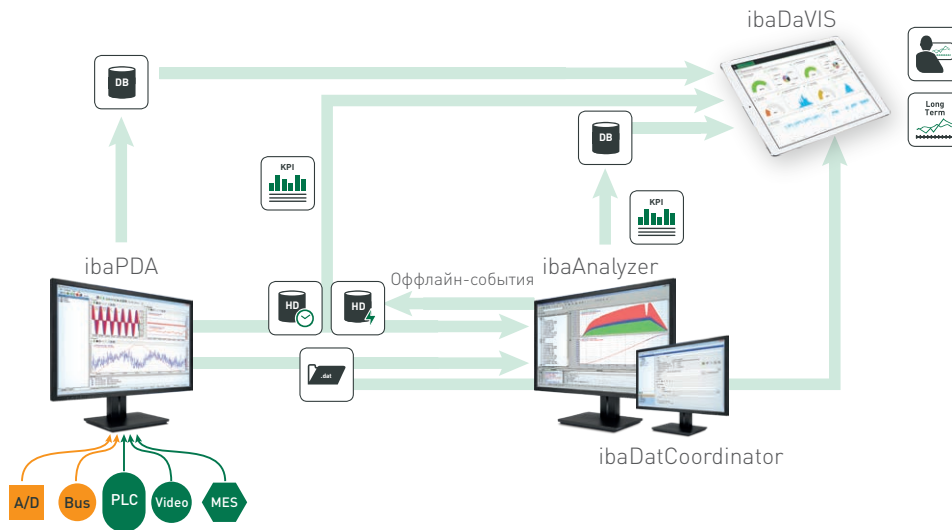 ibaDaVIS
DB
Long
Term
DB
KPI
KPI
ibaPDA
Оффлайн-события
ibaAnalyzer
HD
HD
.dat
ibaDatCoordinator
A/D
Bus
PLC
Video
MES